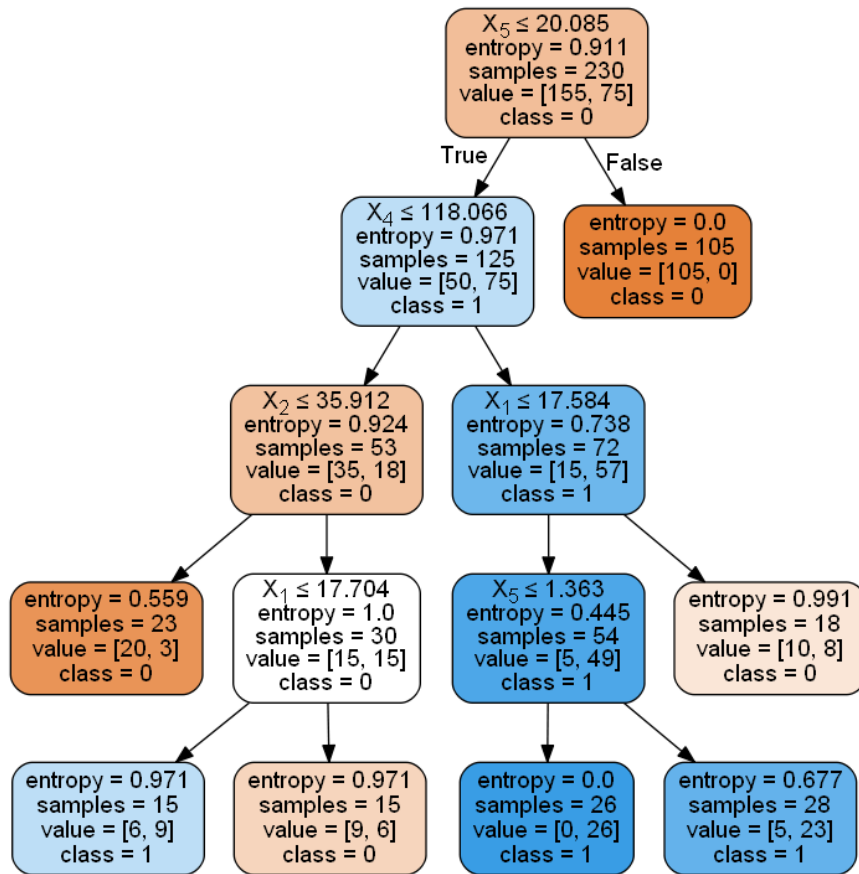 X5 ≤ 20.085
entropy = 0.911
samples = 230
value = [155, 75]
class = 0
True
False
X4 ≤ 118.066
entropy = 0.971
samples = 125
value = [50, 75]
class = 1
entropy = 0.0
samples = 105
value = [105, 0]
class = 0
X2 ≤ 35.912
entropy = 0.924
samples = 53
value = [35, 18]
class = 0
X1 ≤ 17.584
entropy = 0.738
samples = 72
value = [15, 57]
class = 1
entropy = 0.559
samples = 23
value = [20, 3]
class = 0
X1 ≤ 17.704
entropy = 1.0
samples = 30
value = [15, 15]
class = 0
X5 ≤ 1.363
entropy = 0.445
samples = 54
value = [5, 49]
class = 1
entropy = 0.991
samples = 18
value = [10, 8]
class = 0
entropy = 0.971
samples = 15
value = [6, 9]
class = 1
entropy = 0.971
samples = 15
value = [9, 6]
class = 0
entropy = 0.0
samples = 26
value = [0, 26]
class = 1
entropy = 0.677
samples = 28
value = [5, 23]
class = 1